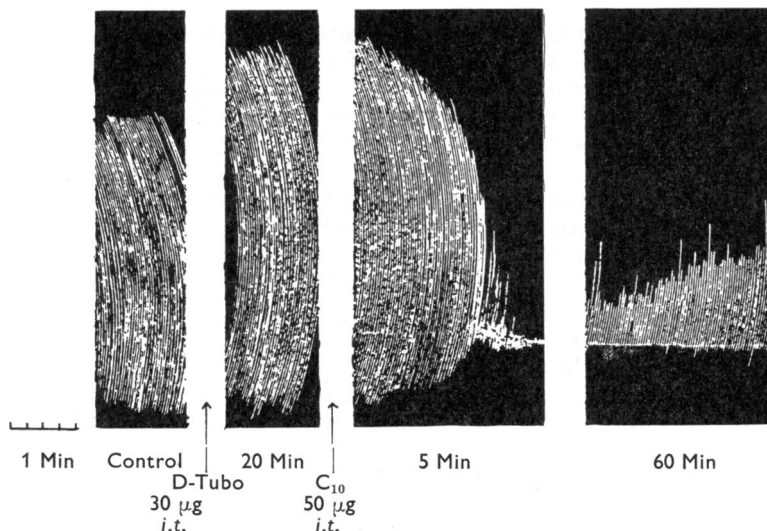 1 Min Control 20 Min 5 Min 60 Min
D-Tubo C₁₀
30 μg 50 μg
i.t. i.t.